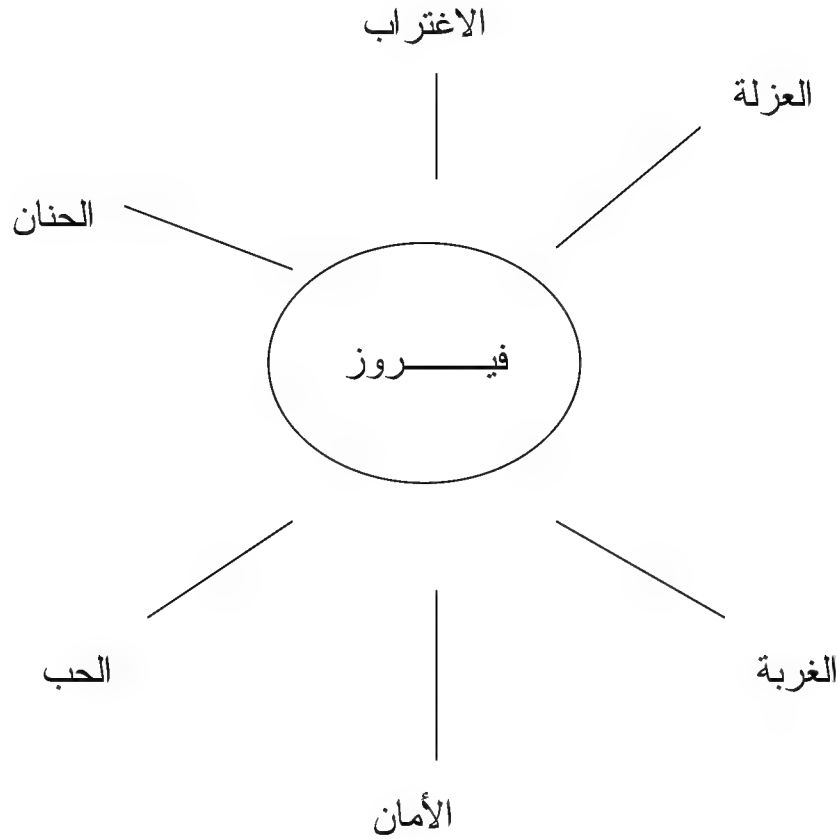 الاغتراب
العزلة
الحنان
فيـــــروز
الحب
الغربة
الأمان